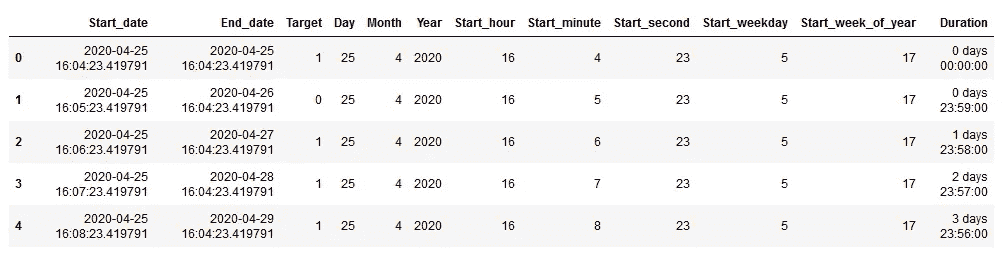 Start_date End_date Target Day Month Year Start_hour Start_minute Start_second Start_weekday Start_week_of_year Duration
0 2020-04-25 16:04:23.419791 2020-04-25 16:04:23.419791 1 25 4 2020 16 4 23 5 17 0 days 00:00:00
1 2020-04-25 16:05:23.419791 2020-04-26 16:04:23.419791 0 25 4 2020 16 5 23 5 17 0 days 23:59:00
2 2020-04-25 16:06:23.419791 2020-04-27 16:04:23.419791 1 25 4 2020 16 6 23 5 17 1 days 23:58:00
3 2020-04-25 16:07:23.419791 2020-04-28 16:04:23.419791 1 25 4 2020 16 7 23 5 17 2 days 23:57:00
4 2020-04-25 16:08:23.419791 2020-04-29 16:04:23.419791 1 25 4 2020 16 8 23 5 17 3 days 23:56:00